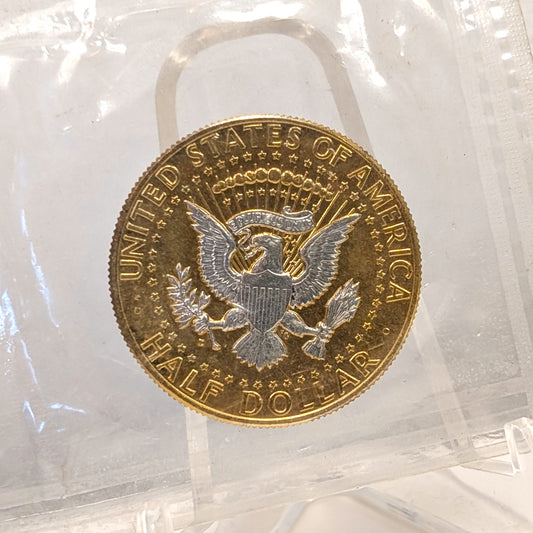 UNITED STATES OF AMERICA
HALF DOLLAR